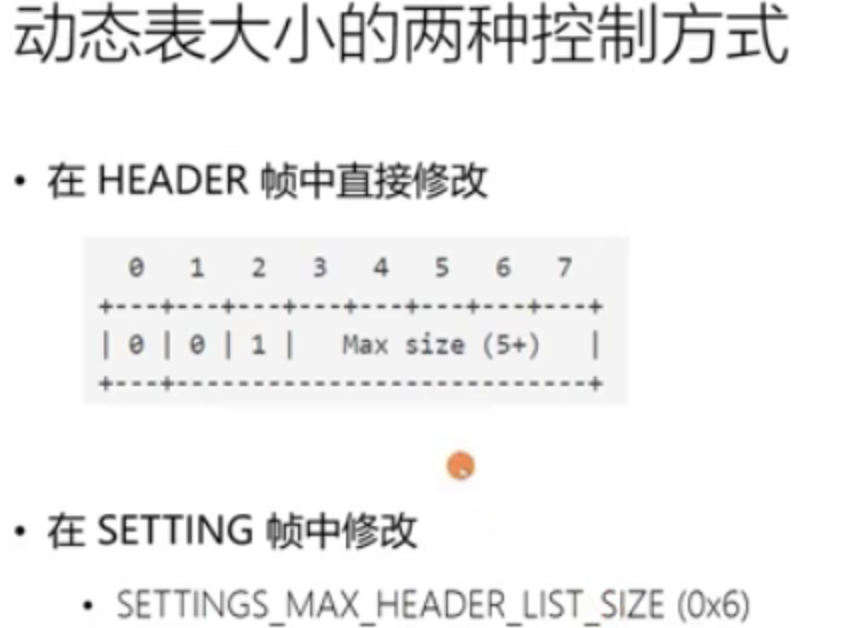 动态表大小的两种控制方式
• 在 HEADER 帧中直接修改
0 1 2 3 4 5 6 7
+---+---+---+---+---+---+---+---+
| 0 | 0 | 1 | Max size (5+) |
+---+---------------------------+
• 在 SETTING 帧中修改
• SETTINGS_MAX_HEADER_LIST_SIZE (0x6)